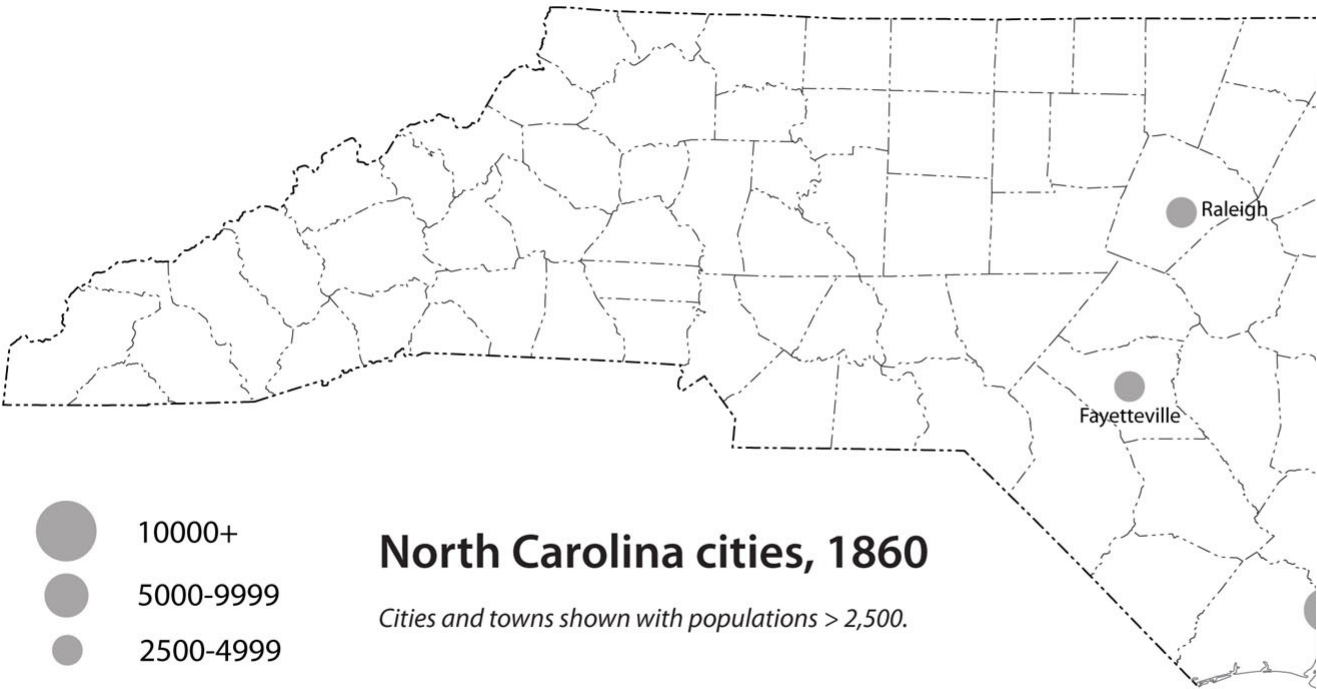 Raleigh
Fayetteville
10000+
5000-9999
2500-4999
North Carolina cities, 1860
Cities and towns shown with populations > 2,500.